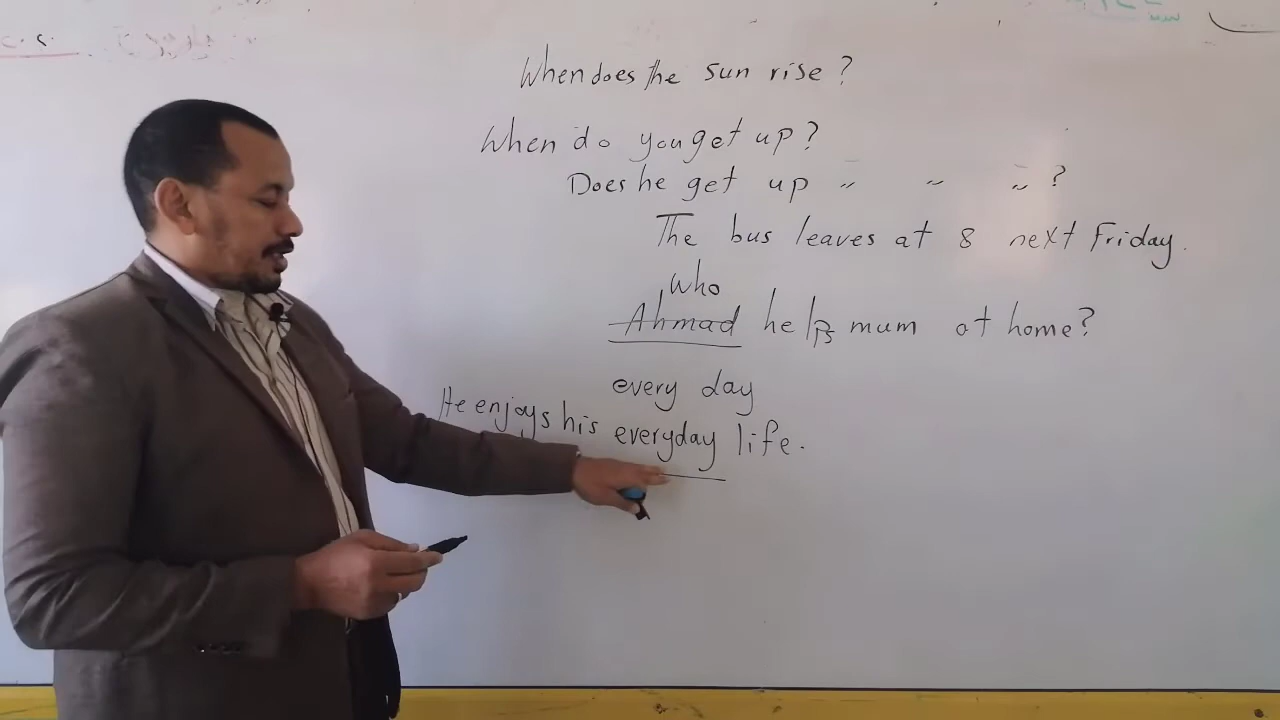 When does the sun rise?
When do you get up?
Does he get up " " " ?
The bus leaves at 8 next Friday.
Who
Ahmad helps mum at home?
every day
He enjoys his everyday life.